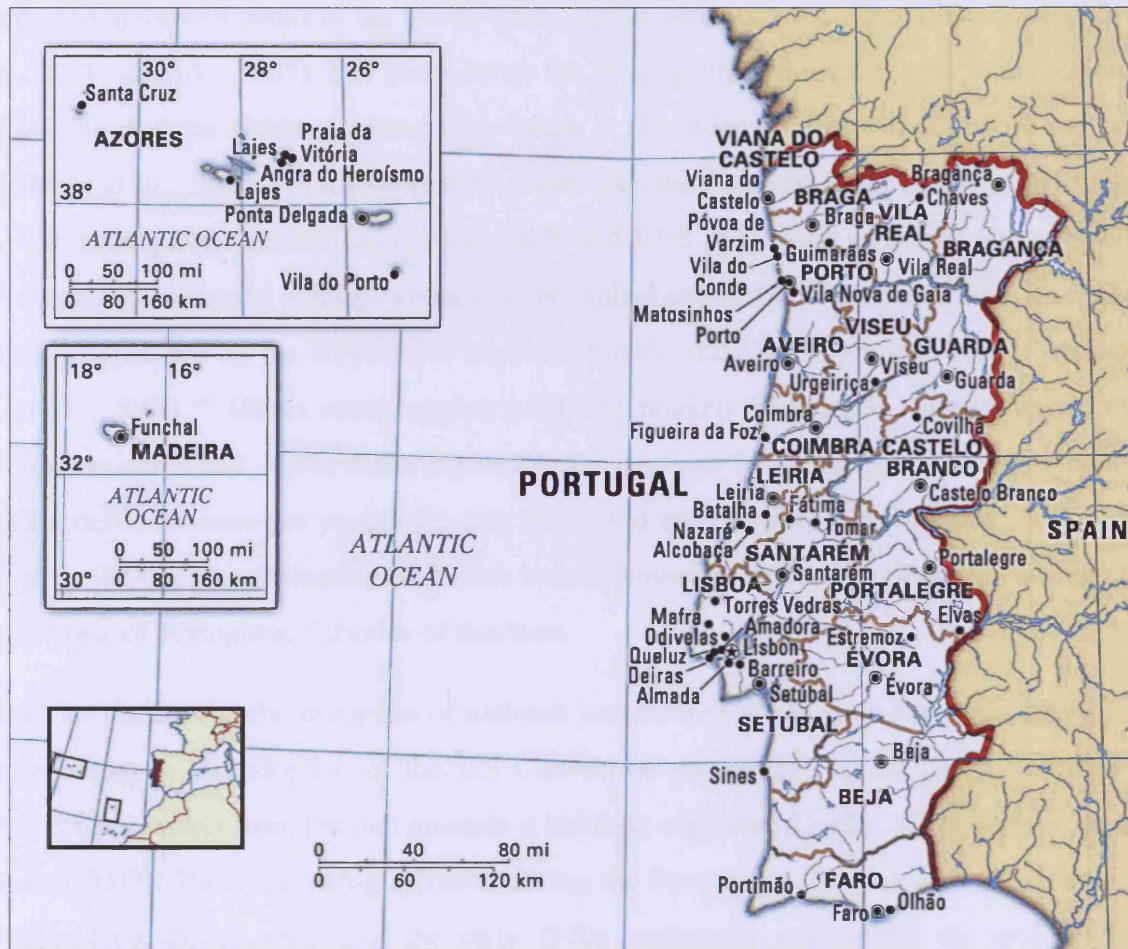 30°
28°
26°
Santa Cruz
AZORES
Praia da
Vitória
Lajes
Angra do Heroísmo
Lajes
38°
Ponta Delgada
ATLANTIC OCEAN
0 50 100 mi
0 80 160 km
Vila do Porto
18°
16°
Funchal
MADEIRA
32°
ATLANTIC
OCEAN
0 50 100 mi
0 80 160 km
30°
ATLANTIC
OCEAN
PORTUGAL
SPAIN
VIANA DO
CASTELO
Viana do
Castelo
BRAGA
Braga
Póvoa de
Varzim
Guimarães
Vila do
Conde
PORTO
Vila Nova de Gaia
Matosinhos
Porto
VILA
REAL
Chaves
Vila Real
Bragança
BRAGANÇA
VISEU
Viseu
AVEIRO
Aveiro
Urgeiriça
GUARDA
Guarda
Coimbra
Figueira da Foz
COIMBRA
Covilhã
CASTELO
BRANCO
Castelo Branco
LEIRIA
Leiria
Batalha
Fátima
Nazaré
Tomar
Alcobaça
SANTARÉM
Santarém
Portalegre
PORTALEGRE
LISBOA
Torres Vedras
Mafra
Amadora
Odivelas
Lisbon
Queluz
Deiras
Barreiro
Almada
Elvas
Estremoz
ÉVORA
Évora
Setúbal
SETÚBAL
Beja
BEJA
Sines
0 40 80 mi
0 60 120 km
FARO
Portimão
Faro
Olhão